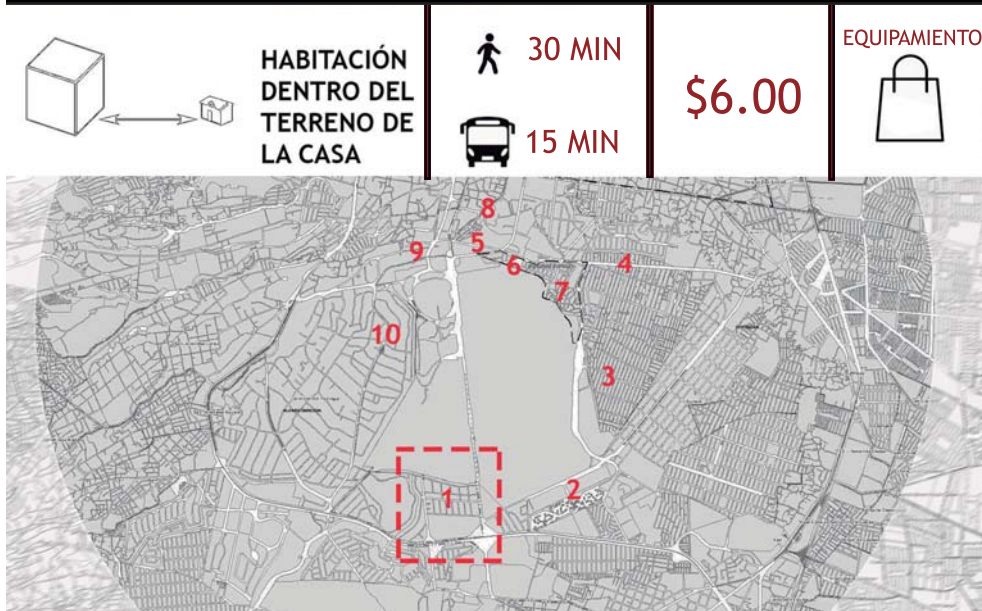 HABITACIÓN
DENTRO DEL
TERRENO DE
LA CASA
30 MIN
15 MIN
$6.00
EQUIPAMIENTO
8
5
9
6
4
7
10
3
2
1